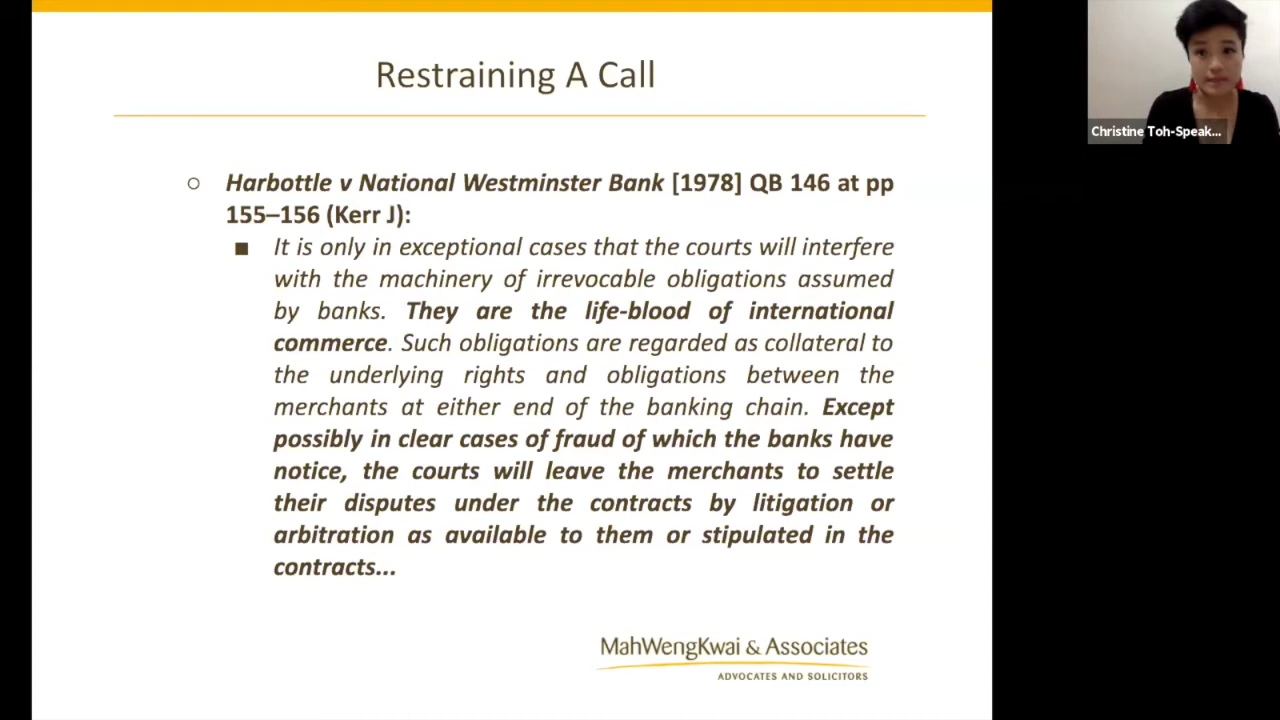 Restraining A Call
Christine Toh-Speak...
○ Harbottle v National Westminster Bank [1978] QB 146 at pp
155–156 (Kerr J):
■ It is only in exceptional cases that the courts will interfere
with the machinery of irrevocable obligations assumed
by banks. They are the life-blood of international
commerce. Such obligations are regarded as collateral to
the underlying rights and obligations between the
merchants at either end of the banking chain. Except
possibly in clear cases of fraud of which the banks have
notice, the courts will leave the merchants to settle
their disputes under the contracts by litigation or
arbitration as available to them or stipulated in the
contracts...
MahWengKwai & Associates
ADVOCATES AND SOLICITORS